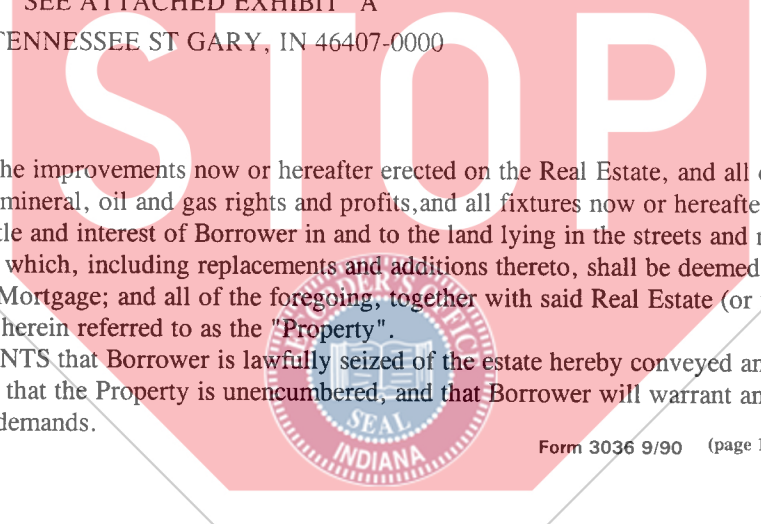 SEE ATTACHED EXHIBIT "A"
TENNESSEE ST GARY, IN 46407-0000
STOP
he improvements now or hereafter erected on the Real Estate, and all
mineral, oil and gas rights and profits,and all fixtures now or hereafte
tle and interest of Borrower in and to the land lying in the streets and
which, including replacements and additions thereto, shall be deemed
Mortgage; and all of the foregoing, together with said Real Estate (or
herein referred to as the "Property".
NTS that Borrower is lawfully seized of the estate hereby conveyed an
that the Property is unencumbered, and that Borrower will warrant an
demands.
SEAL
INDIANA
Form 3036 9/90 (page 1